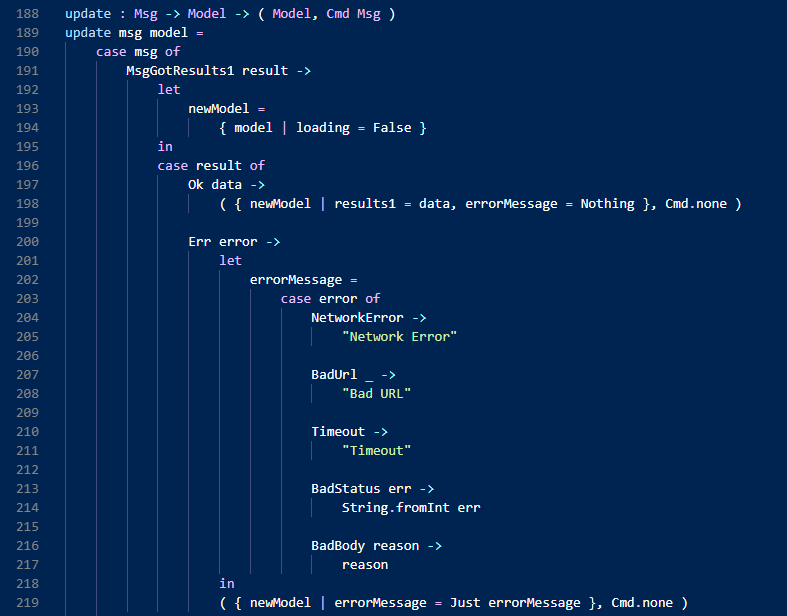 188 update : Msg -> Model -> ( Model, Cmd Msg )
189 update msg model =
190     case msg of
191         MsgGotResults1 result ->
192             let
193                 newModel =
194                     { model | loading = False }
195             in
196             case result of
197                 Ok data ->
198                     ( { newModel | results1 = data, errorMessage = Nothing }, Cmd.none )
199
200                 Err error ->
201                     let
202                         errorMessage =
203                             case error of
204                                 NetworkError ->
205                                     "Network Error"
206
207                                 BadUrl _ ->
208                                     "Bad URL"
209
210                                 Timeout ->
211                                     "Timeout"
212
213                                 BadStatus err ->
214                                     String.fromInt err
215
216                                 BadBody reason ->
217                                     reason
218                     in
219                     ( { newModel | errorMessage = Just errorMessage }, Cmd.none )